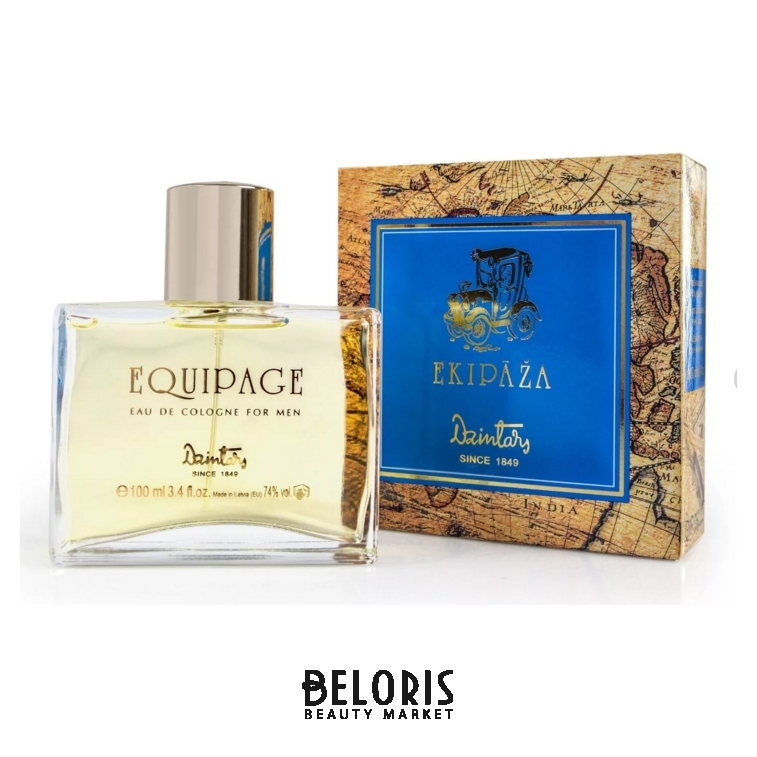 EQUIPAGE
EAU DE COLOGNE FOR MEN
Dzintars
SINCE 1849
℮ 100 ml 3.4 fl.oz. Made in Latvia (EU) 74% vol.
EKIPĀŽA
Dzintars
SINCE 1849
INDIA
BELORIS
BEAUTY MARKET